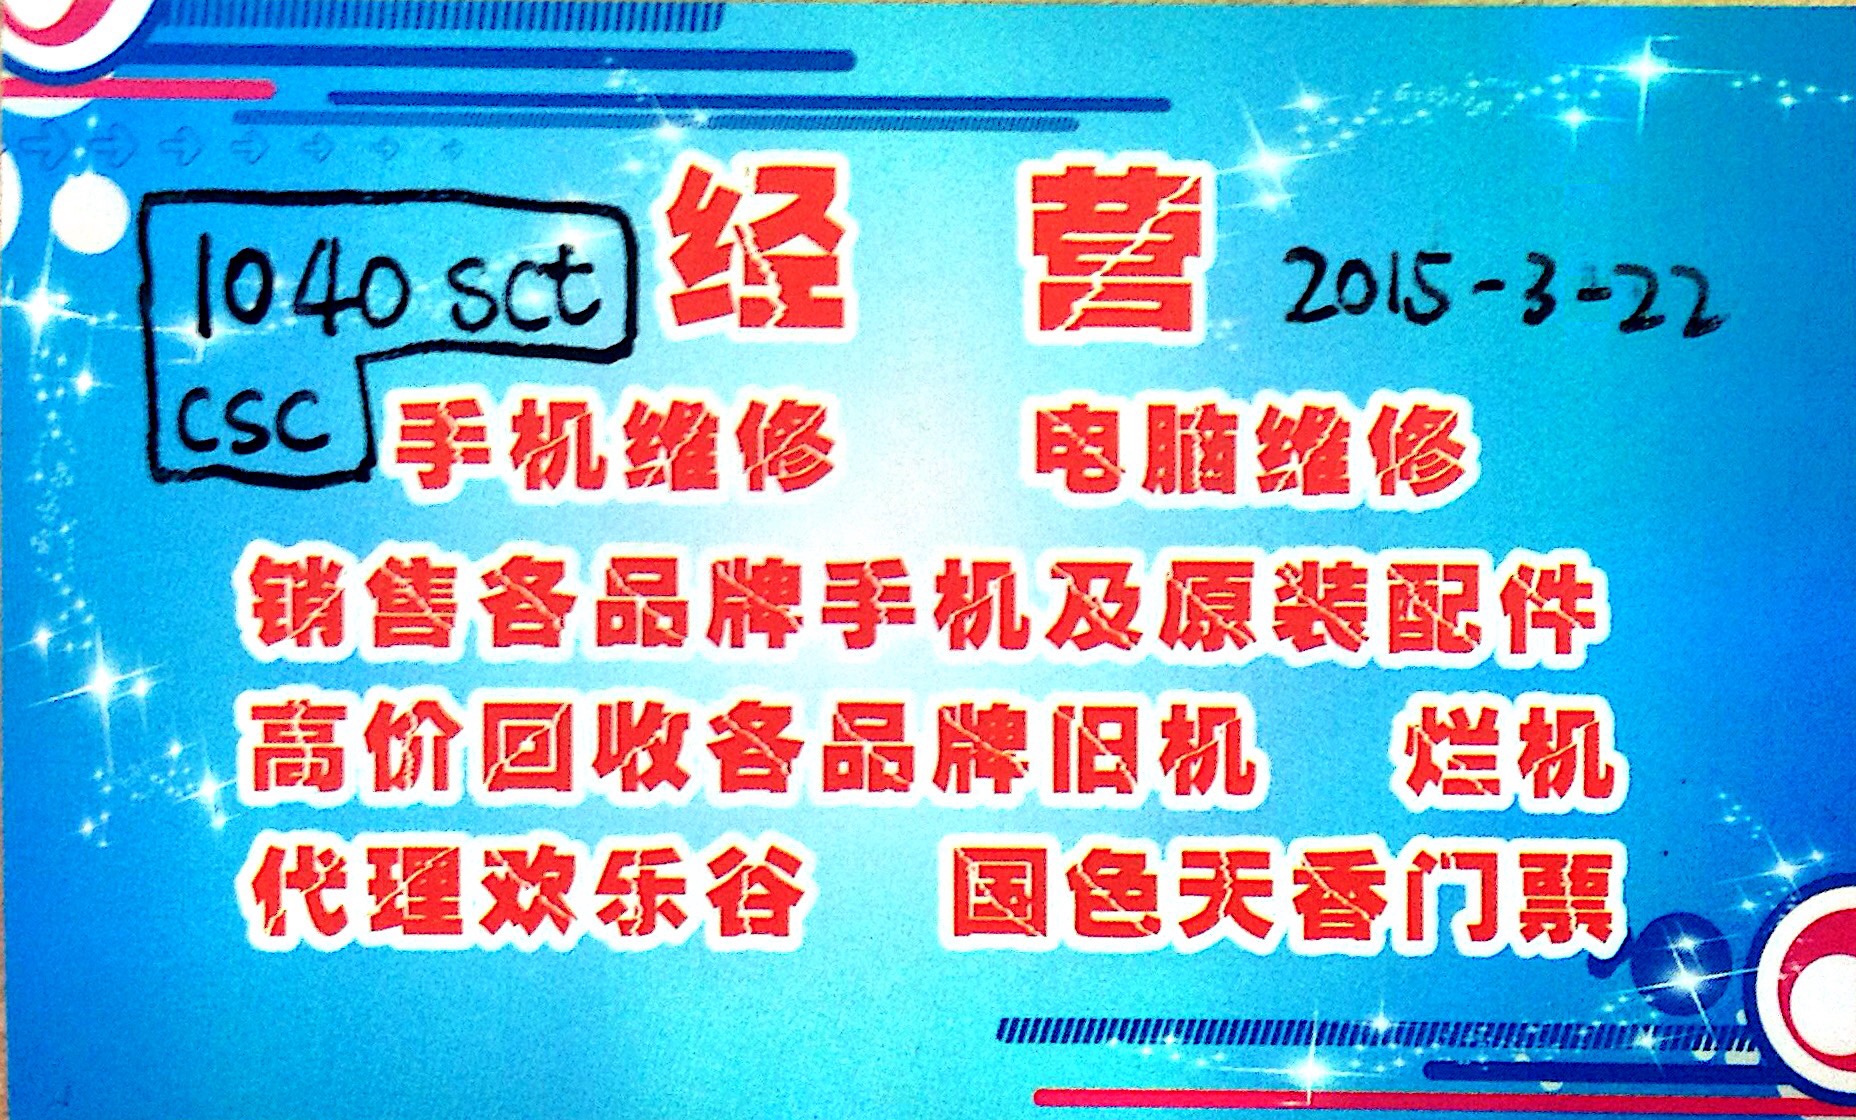 1040 sct 经 营 2015-3-22
csc
手机维修 电脑维修
销售各品牌手机及原装配件
高价回收各品牌旧机 烂机
代理欢乐谷 国色天香门票